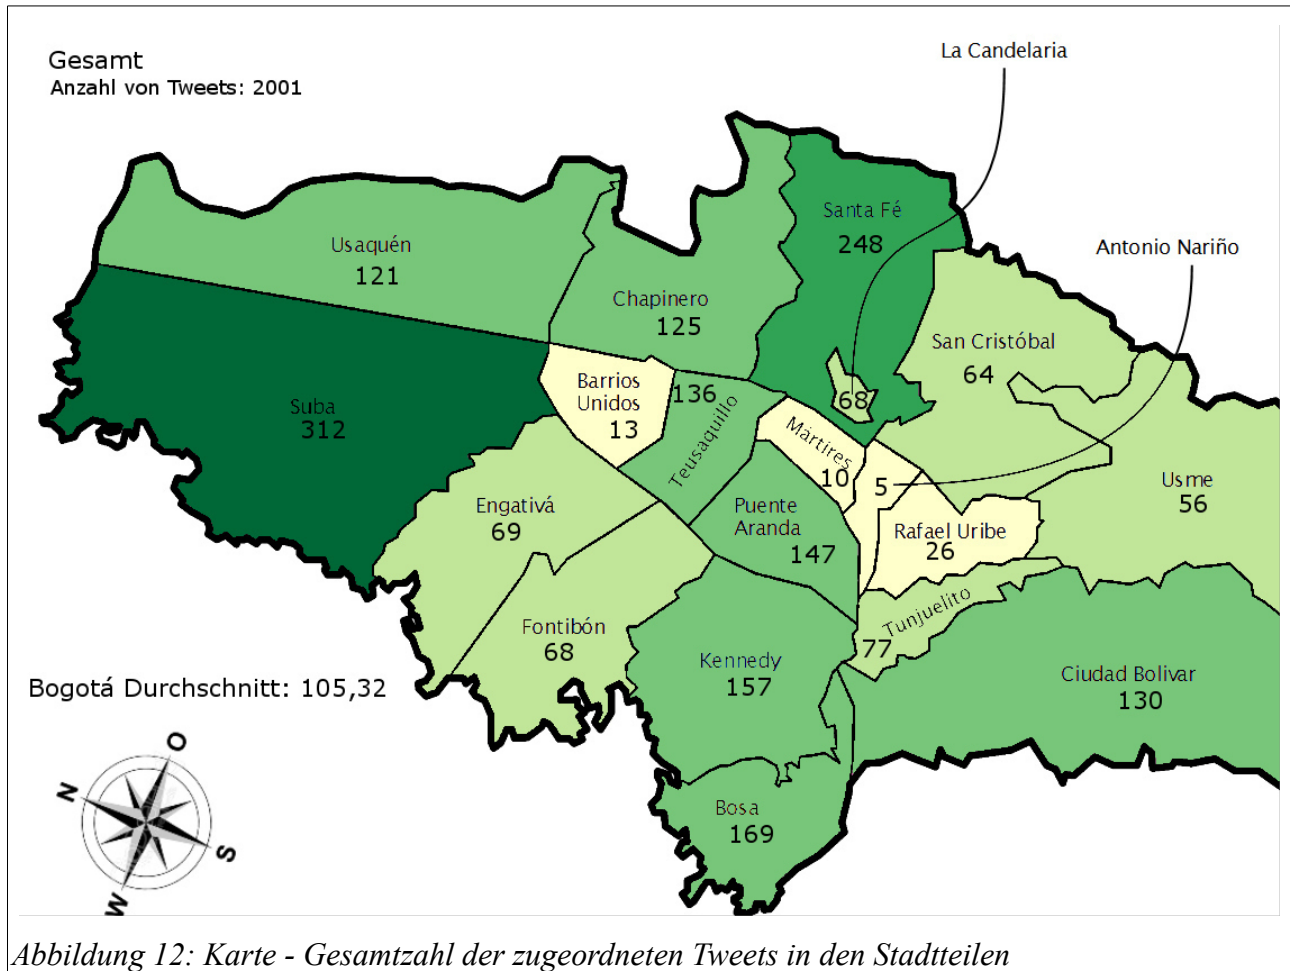 Gesamt
Anzahl von Tweets: 2001
La Candelaria
Antonio Nariño
Santa Fé
248
Usaquén
121
Chapinero
125
San Cristóbal
64
Suba
312
Barrios
Unidos
13
136
Teusaquillo
68
Mártires
10
5
Usme
56
Engativá
69
Puente
Aranda
147
Rafael Uribe
26
Tunjuelito
77
Fontibón
68
Kennedy
157
Ciudad Bolivar
130
Bogotá Durchschnitt: 105,32
Bosa
169
O
N
S
W
Abbildung 12: Karte - Gesamtzahl der zugeordneten Tweets in den Stadtteilen